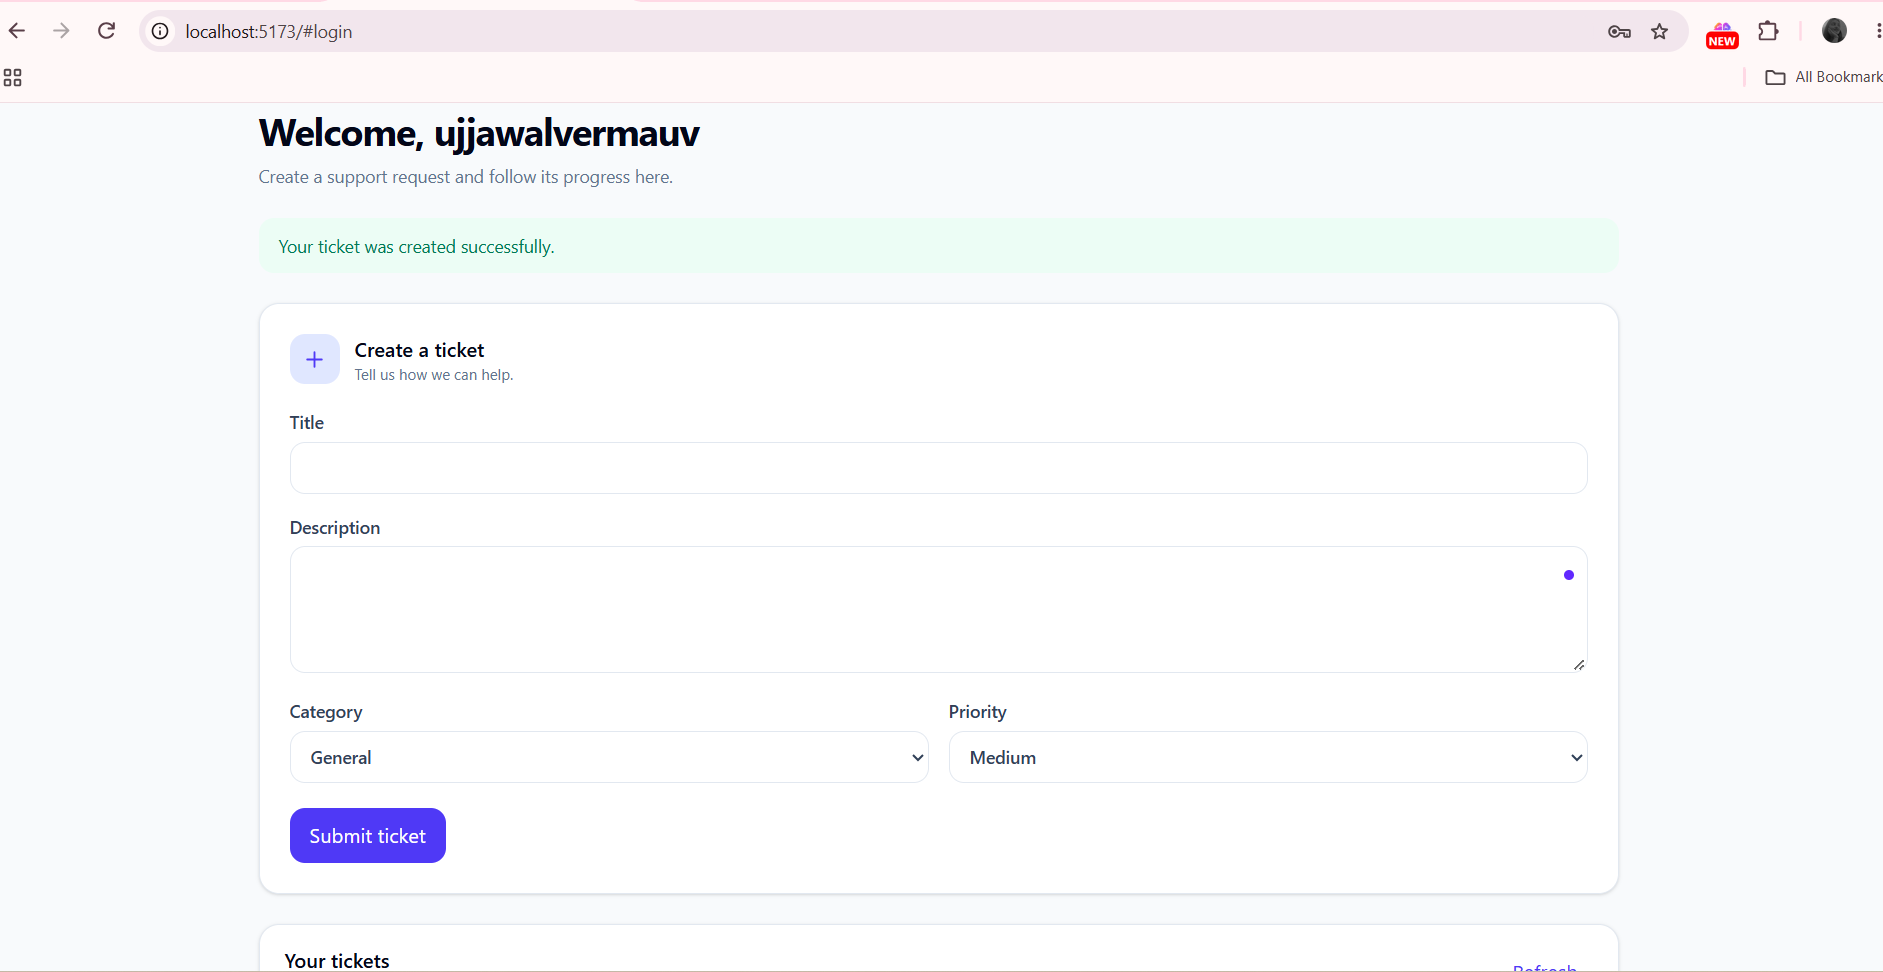 localhost:5173/#login
NEW
All Bookmark
Welcome, ujjawalvermauv
Create a support request and follow its progress here.
Your ticket was created successfully.
Create a ticket
Tell us how we can help.
Title
Description
Category
Priority
General
Medium
Submit ticket
Your tickets
Refresh